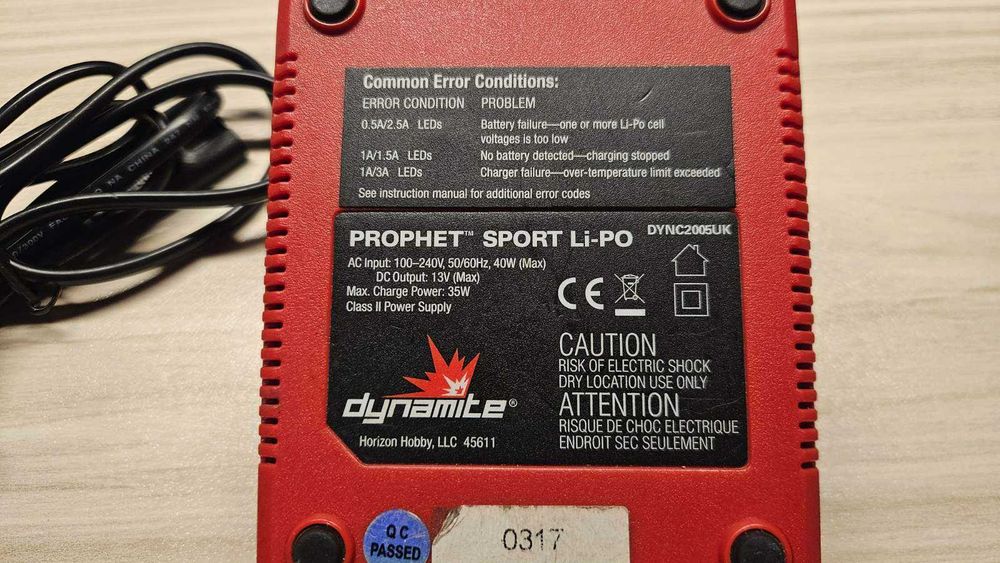 Common Error Conditions:
ERROR CONDITION PROBLEM
0.5A/2.5A LEDs Battery failure—one or more Li-Po cell
voltages is too low
1A/1.5A LEDs No battery detected—charging stopped
1A/3A LEDs Charger failure—over-temperature limit exceeded
See instruction manual for additional error codes
PROPHET™ SPORT Li-PO DYNC2005UK
AC Input: 100–240V, 50/60Hz, 40W (Max)
DC Output: 13V (Max)
Max. Charge Power: 35W
Class II Power Supply
CE
CAUTION
RISK OF ELECTRIC SHOCK
DRY LOCATION USE ONLY
ATTENTION
RISQUE DE CHOC ELECTRIQUE
ENDROIT SEC SEULEMENT
dynamite®
Horizon Hobby, LLC 45611
QC
PASSED
0317
CHINA